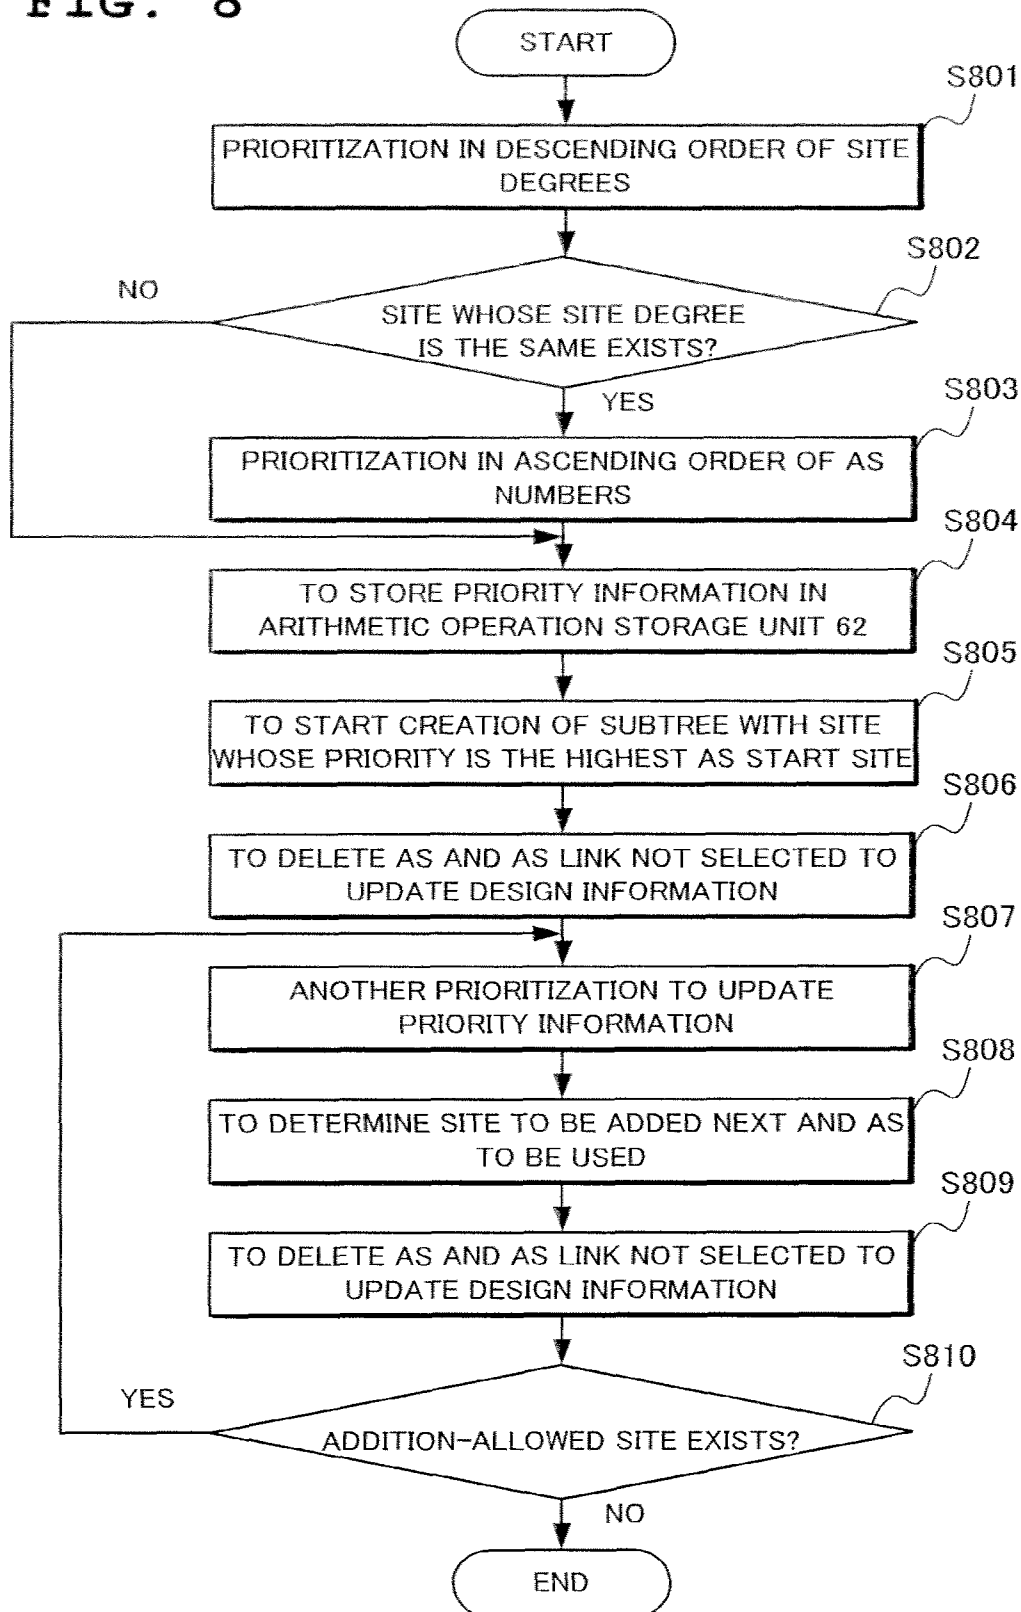 FIG. 8
START
S801
PRIORITIZATION IN DESCENDING ORDER OF SITE
DEGREES
S802
NO
SITE WHOSE SITE DEGREE
IS THE SAME EXISTS?
YES
S803
PRIORITIZATION IN ASCENDING ORDER OF AS
NUMBERS
S804
TO STORE PRIORITY INFORMATION IN
ARITHMETIC OPERATION STORAGE UNIT 62
S805
TO START CREATION OF SUBTREE WITH SITE
WHOSE PRIORITY IS THE HIGHEST AS START SITE
S806
TO DELETE AS AND AS LINK NOT SELECTED TO
UPDATE DESIGN INFORMATION
S807
ANOTHER PRIORITIZATION TO UPDATE
PRIORITY INFORMATION
S808
TO DETERMINE SITE TO BE ADDED NEXT AND AS
TO BE USED
S809
TO DELETE AS AND AS LINK NOT SELECTED TO
UPDATE DESIGN INFORMATION
S810
YES
ADDITION-ALLOWED SITE EXISTS?
NO
END